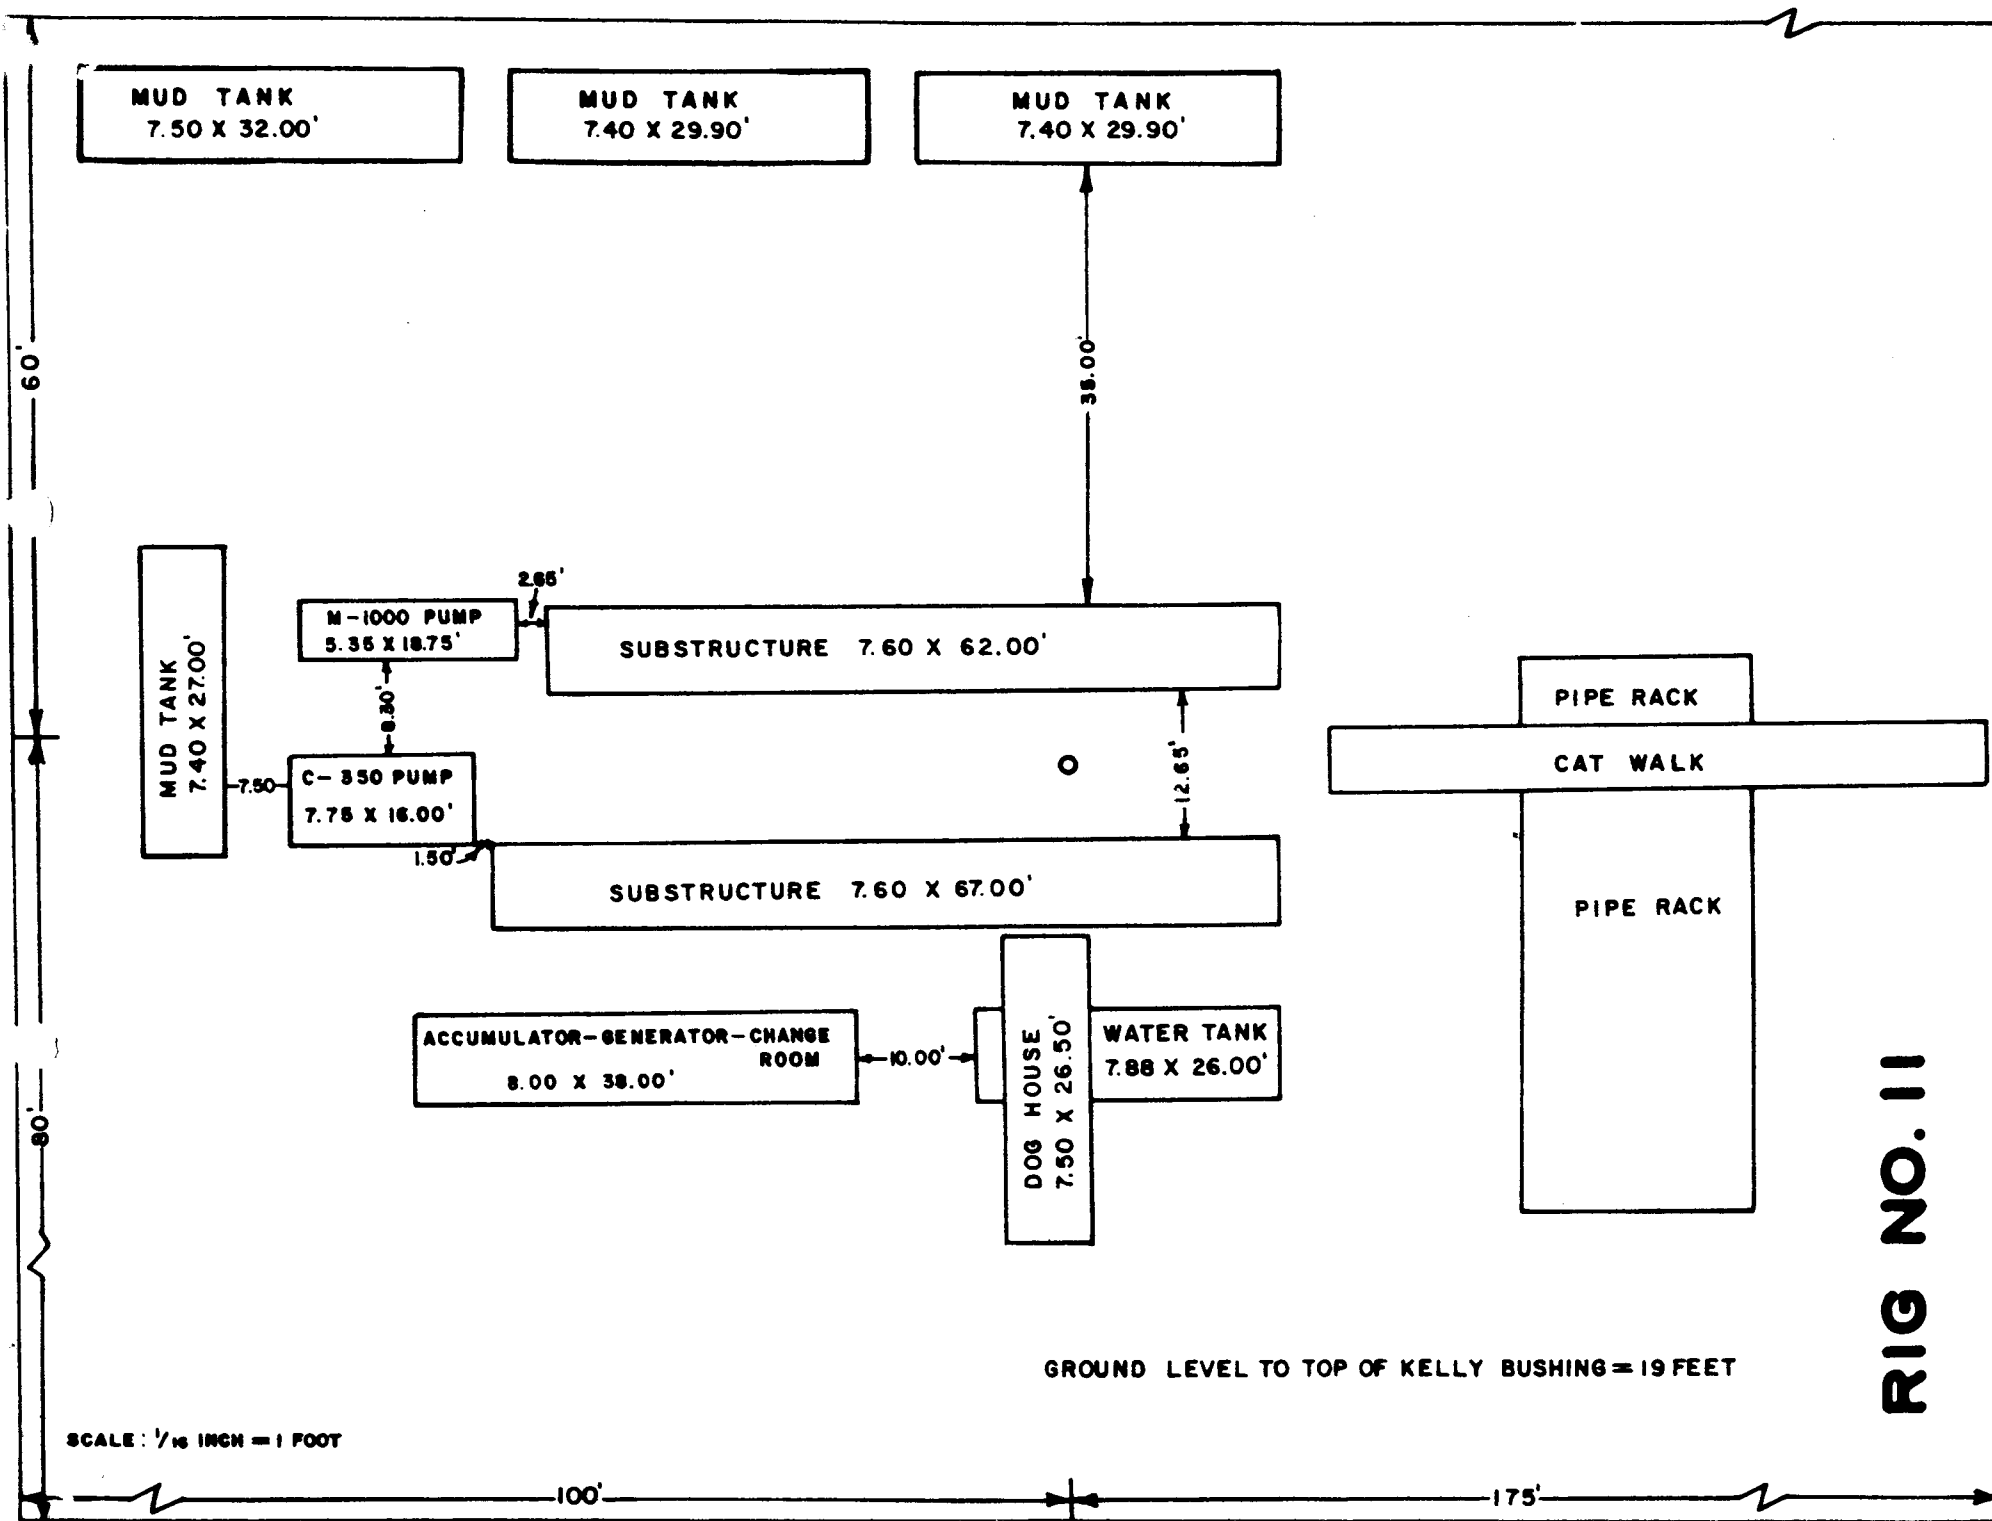 MUD TANK
7.50 X 32.00'
MUD TANK
7.40 X 29.90'
MUD TANK
7.40 X 29.90'
60'
35.00'
2.65'
M-1000 PUMP
5.35 X 18.75'
SUBSTRUCTURE 7.60 X 62.00'
MUD TANK
7.40 X 27.00'
8.30'
PIPE RACK
CAT WALK
12.65'
C-350 PUMP
7.75 X 16.00'
7.50
1.50'
SUBSTRUCTURE 7.60 X 67.00'
PIPE RACK
ACCUMULATOR-GENERATOR-CHANGE
ROOM
8.00 X 38.00'
10.00'
DOG HOUSE
7.50 X 26.50'
WATER TANK
7.88 X 26.00'
80'
RIG NO. 11
GROUND LEVEL TO TOP OF KELLY BUSHING = 19 FEET
SCALE: 1/16 INCH = 1 FOOT
100'
175'